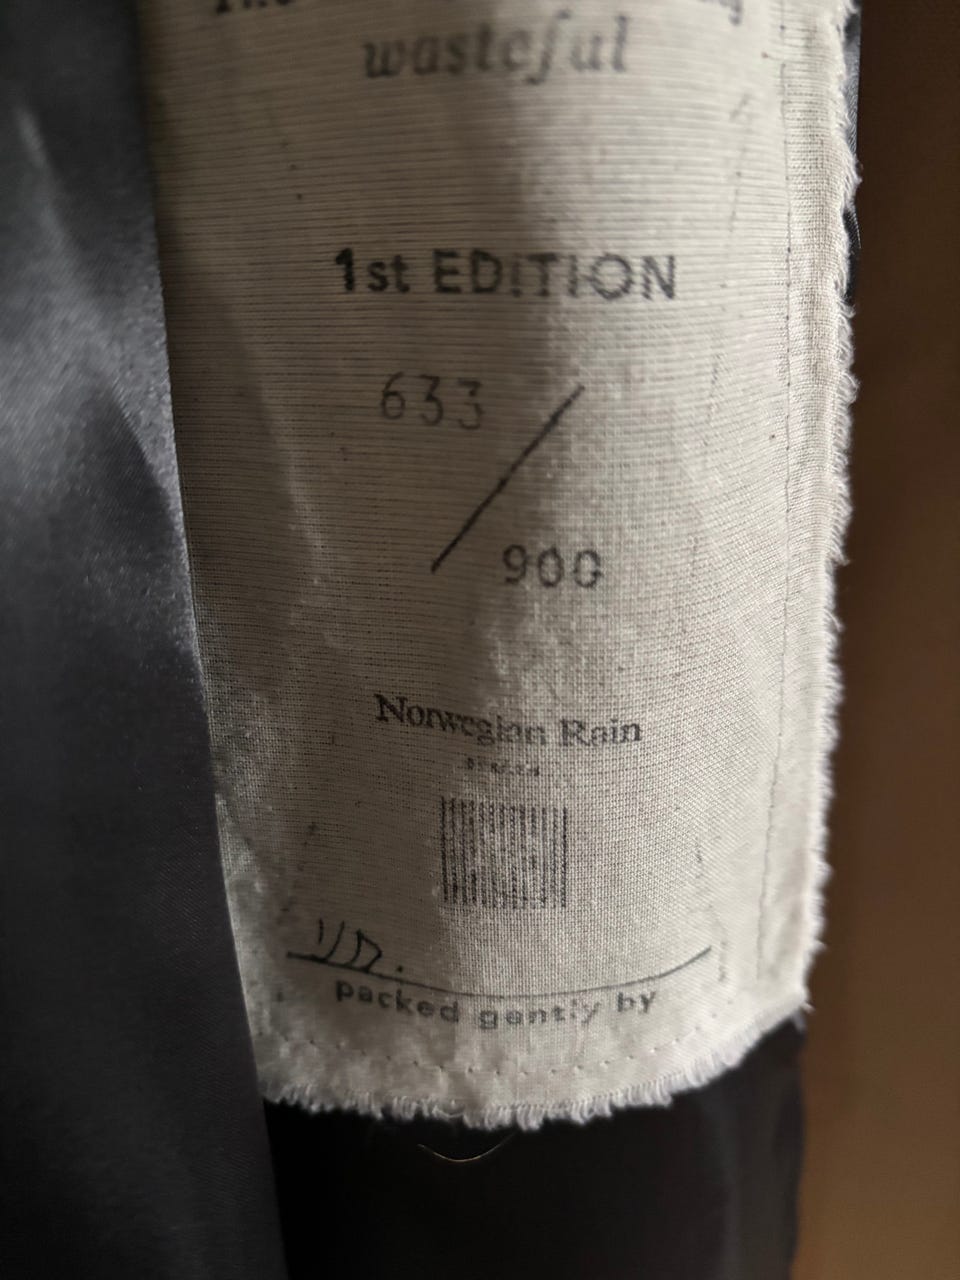 wasteful
1st EDITION
633
/
900
Norwegian Rain
packed gently by